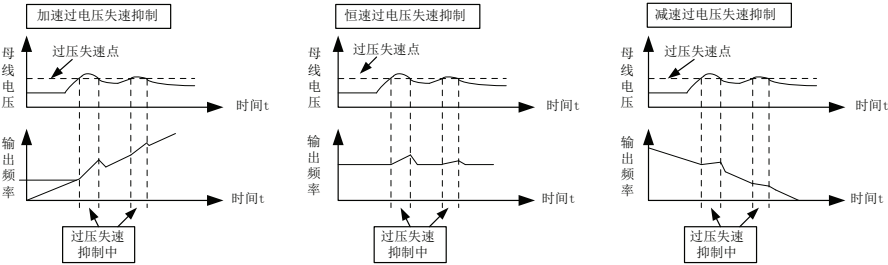 加速过电压失速抑制
母线电压
过压失速点
时间t
输出频率
时间t
过压失速
抑制中
恒速过电压失速抑制
母线电压
过压失速点
时间t
输出频率
时间t
过压失速
抑制中
减速过电压失速抑制
母线电压
过压失速点
时间t
输出频率
时间t
过压失速
抑制中